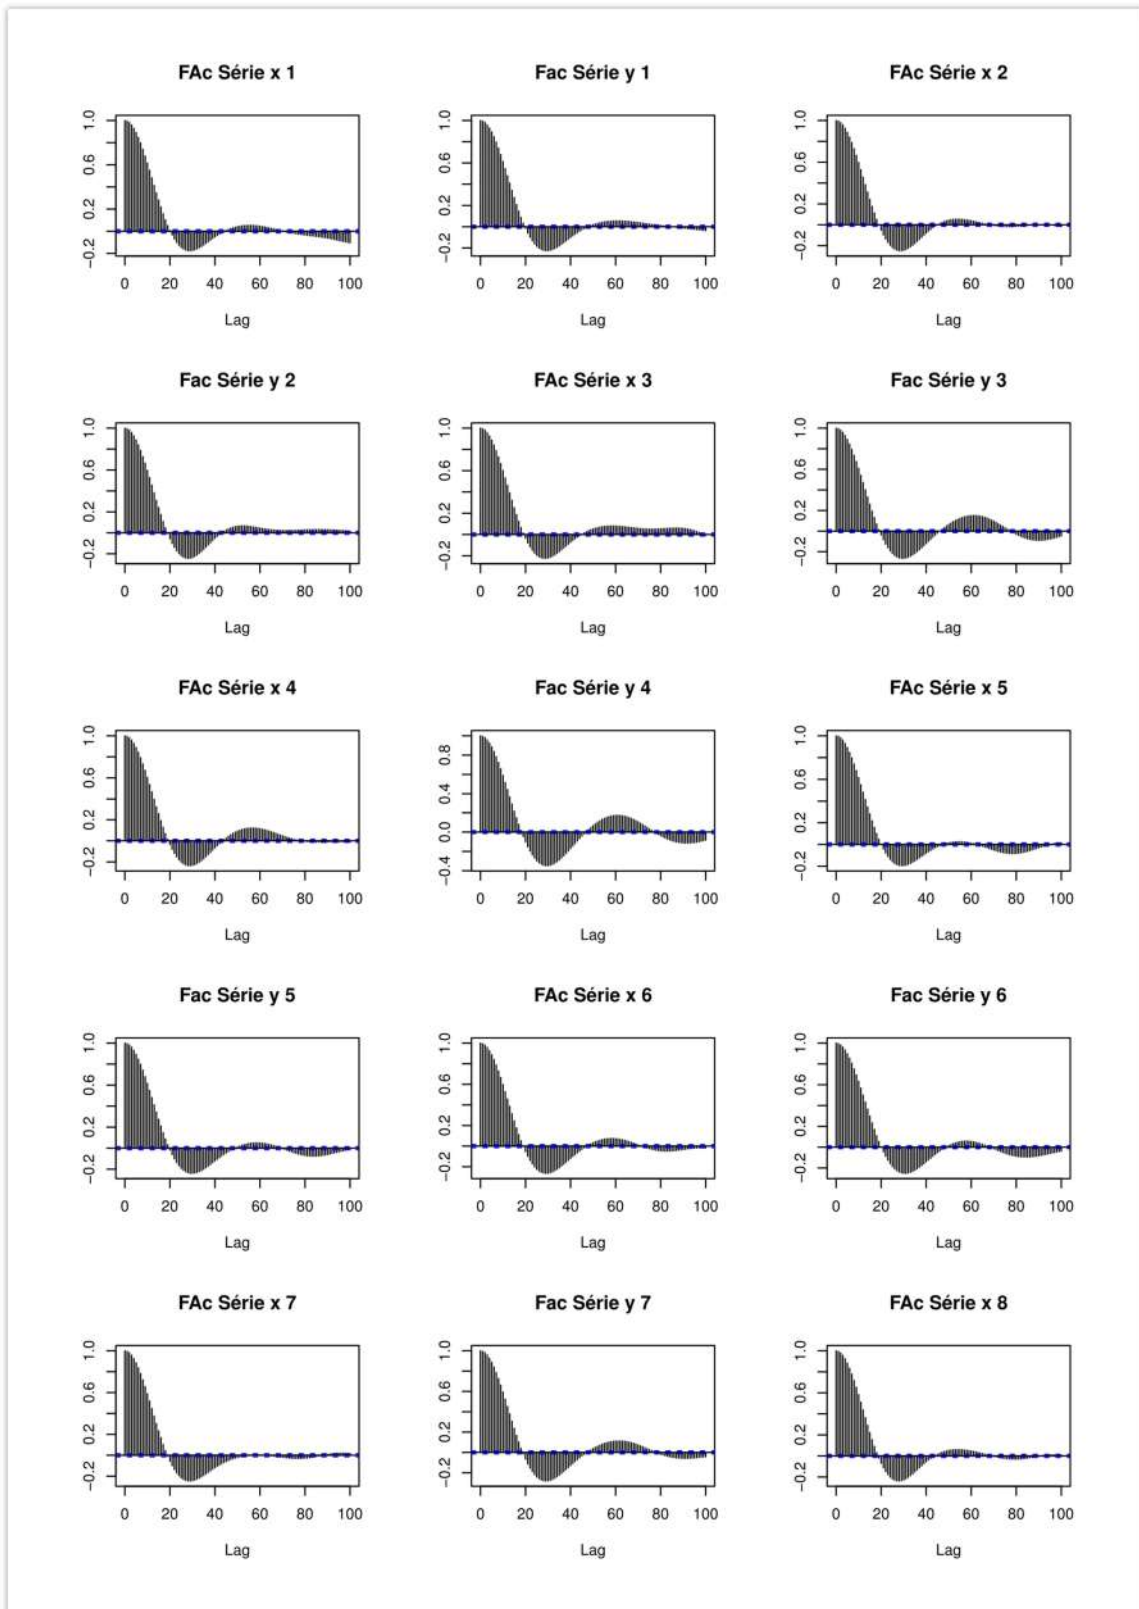 FAc Série x 1 Fac Série y 1 FAc Série x 2
1.0 1.0 1.0
0.6 0.6 0.6
0.2 0.2 0.2
−0.2 −0.2 −0.2
0 20 40 60 80 100 0 20 40 60 80 100 0 20 40 60 80 100
Lag Lag Lag
Fac Série y 2 FAc Série x 3 Fac Série y 3
1.0 1.0 1.0
0.6 0.6 0.6
0.2 0.2 0.2
−0.2 −0.2 −0.2
0 20 40 60 80 100 0 20 40 60 80 100 0 20 40 60 80 100
Lag Lag Lag
FAc Série x 4 Fac Série y 4 FAc Série x 5
1.0 0.8 1.0
0.6 0.4 0.6
0.2 0.0 0.2
−0.2 −0.4 −0.2
0 20 40 60 80 100 0 20 40 60 80 100 0 20 40 60 80 100
Lag Lag Lag
Fac Série y 5 FAc Série x 6 Fac Série y 6
1.0 1.0 1.0
0.6 0.6 0.6
0.2 0.2 0.2
−0.2 −0.2 −0.2
0 20 40 60 80 100 0 20 40 60 80 100 0 20 40 60 80 100
Lag Lag Lag
FAc Série x 7 Fac Série y 7 FAc Série x 8
1.0 1.0 1.0
0.6 0.6 0.6
0.2 0.2 0.2
−0.2 −0.2 −0.2
0 20 40 60 80 100 0 20 40 60 80 100 0 20 40 60 80 100
Lag Lag Lag